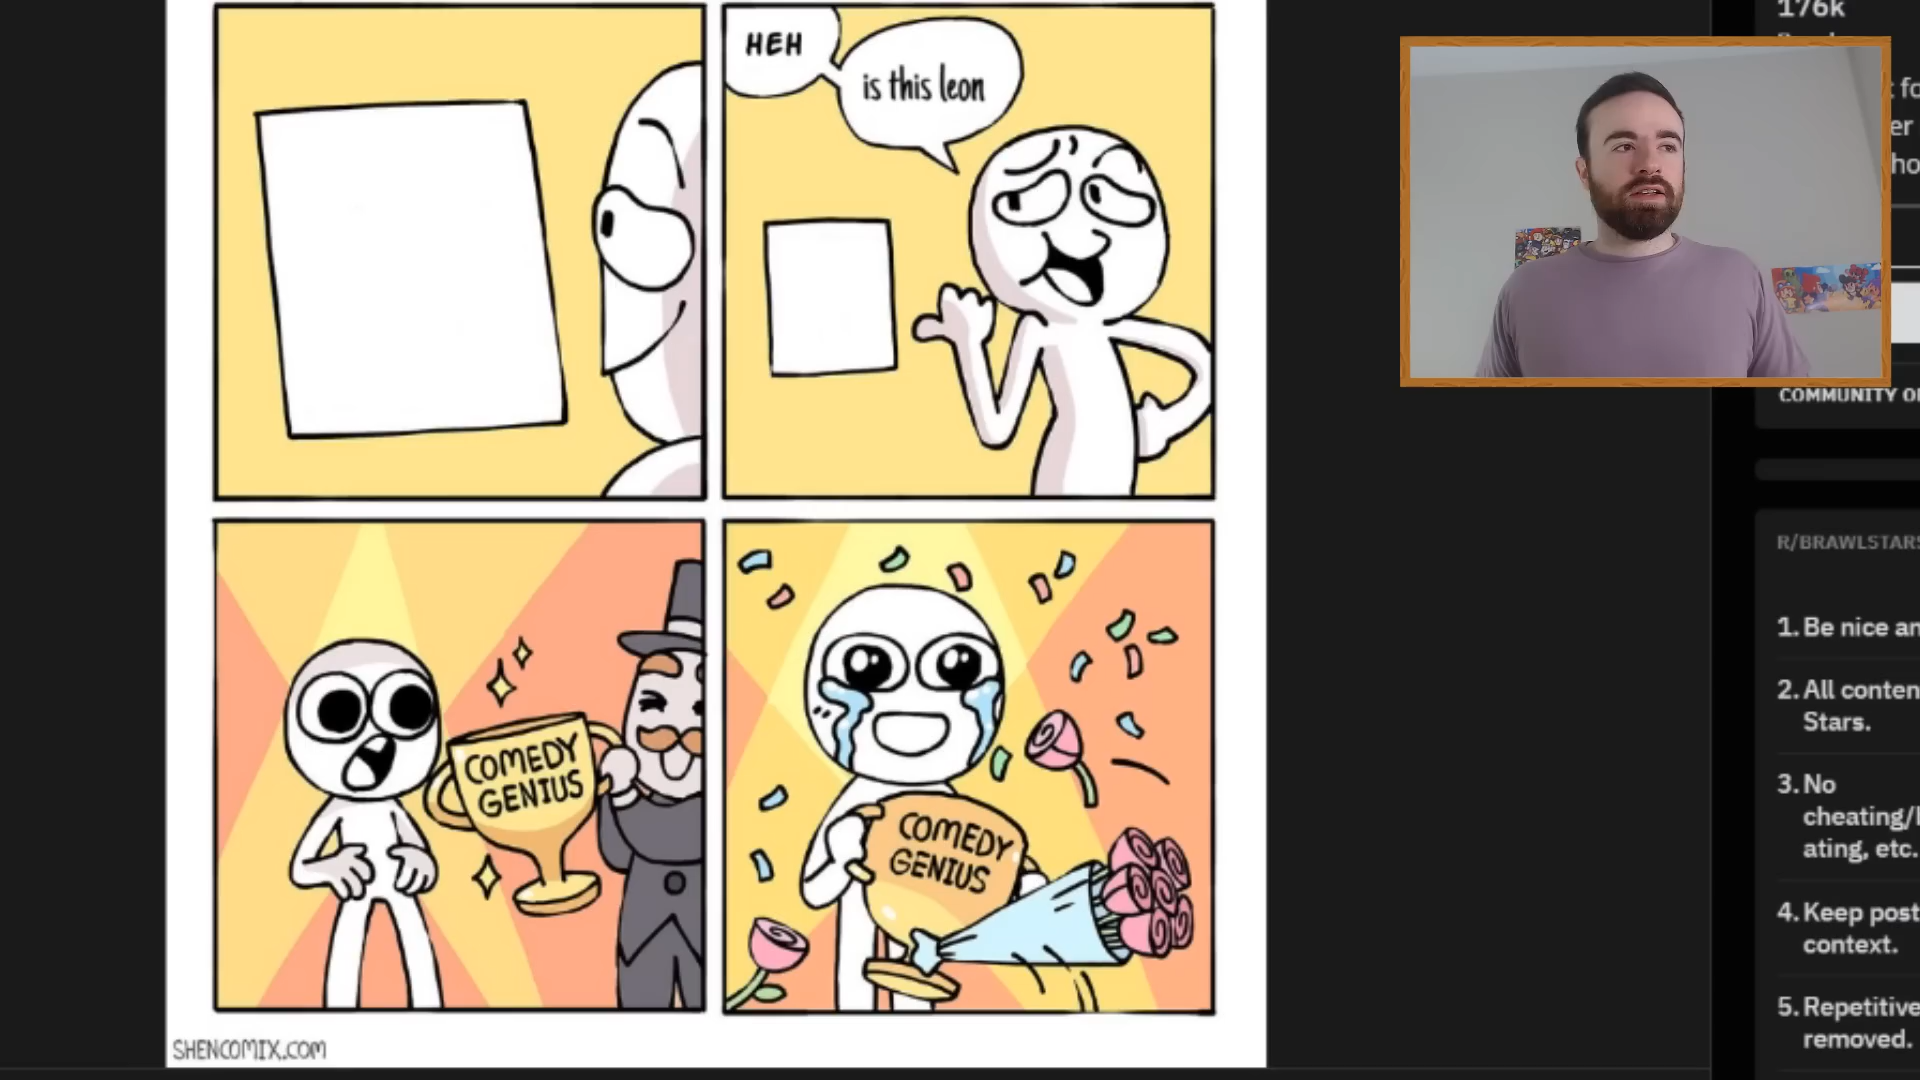 176k
HEH
is this leon
COMMUNITY O
COMEDY
GENIUS
COMEDY
GENIUS
R/BRAWLSTARS
1. Be nice an
2. All conten
Stars.
3. No
cheating/
ating, etc.
4. Keep post
context.
5. Repetitive
removed.
SHENCOMIX.COM